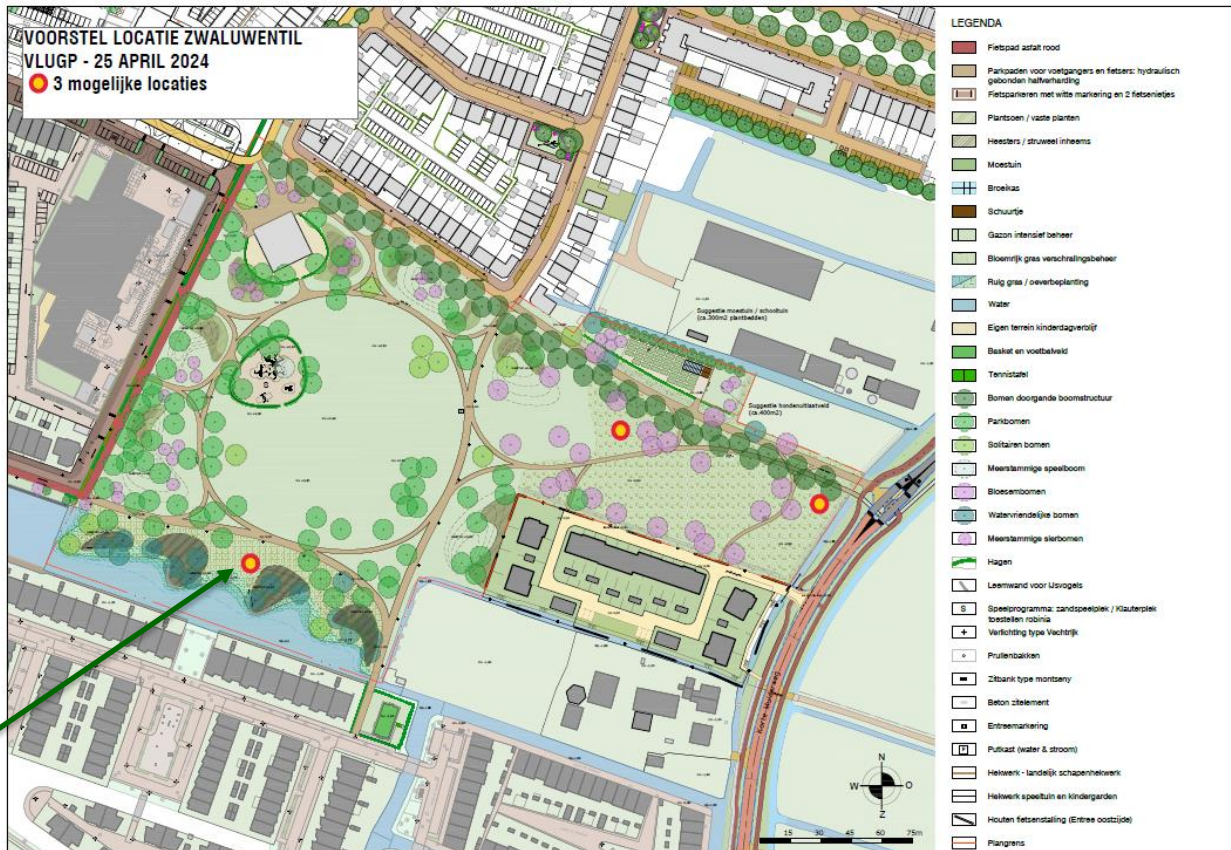 VOORSTEL LOCATIE ZWALUWENTIL
VLUGP - 25 APRIL 2024
3 mogelijke locaties
Suggestie moestuin / schooltuin
(ca.300m2 plantbedden)
Suggestie hondenuitlaatveld
(ca.400m2)
N
W
O
Z
15 30 45 60 75m
LEGENDA
Fietspad asfalt rood
Parkpaden voor voetgangers en fietsers: hydraulisch
gebonden halfverharding
Fietsparkeren met witte markering en 2 fietsenietjes
Plantsoen / vaste planten
Heesters / struweel inheems
Moestuin
Broeikas
Schuurtje
Gazon intensief beheer
Bloemrijk gras verschralingsbeheer
Ruig gras / oeverbeplanting
Water
Eigen terrein kinderdagverblijf
Basket en voetbalveld
Tennistafel
Bomen doorgande boomstructuur
Parkbomen
Solitairen bomen
Meerstammige speelboom
Bloesembomen
Watervriendelijke bomen
Meerstammige sierbomen
Hagen
Leemwand voor IJsvogels
S
Speelprogramma: zandspeelplek / Klauterplek
toestellen robinia
Verlichting type Vechtrijk
Prullenbakken
Zitbank type montseny
Beton zitelement
Entreemarkering
P
Putkast (water & stroom)
Hekwerk - landelijk schapenhekwerk
Hekwerk speeltuin en kindergarden
Houten fietsenstalling (Entree oostzijde)
Plangrens